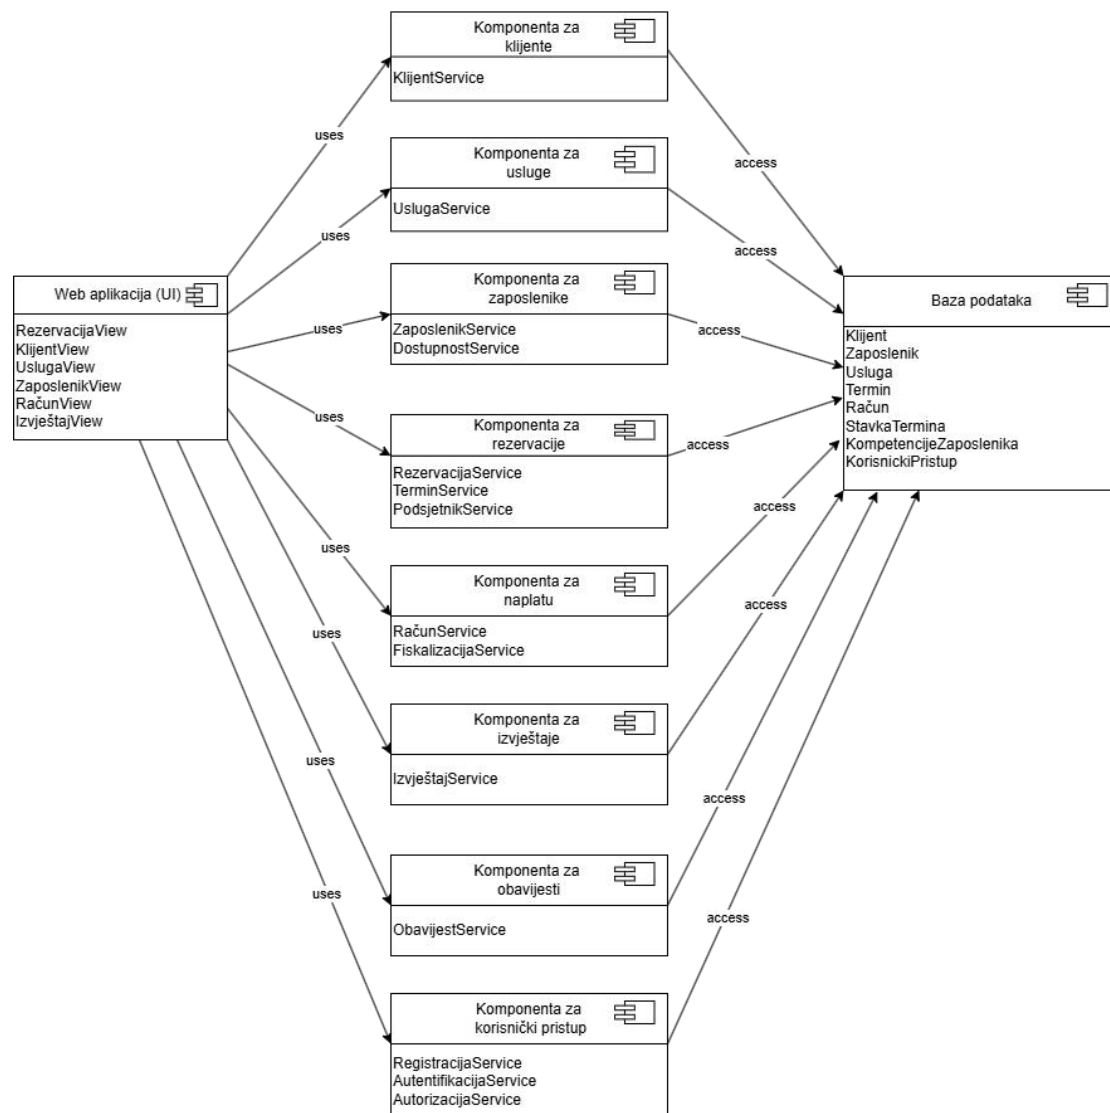 Komponenta za
klijente
KlijentService
uses
access
Komponenta za
usluge
UslugaService
uses
access
Web aplikacija (UI)
RezervacijaView
KlijentView
UslugaView
ZaposlenikView
RačunView
IzvještajView
Komponenta za
zaposlenike
ZaposlenikService
DostupnostService
uses
access
Baza podataka
Klijent
Zaposlenik
Usluga
Termin
Račun
StavkaTermina
KompetencijeZaposlenika
KorisnickiPristup
Komponenta za
rezervacije
RezervacijaService
TerminService
PodsjetnikService
uses
access
Komponenta za
naplatu
RačunService
FiskalizacijaService
uses
access
Komponenta za
izvještaje
IzvještajService
uses
access
Komponenta za
obavijesti
ObavijestService
uses
access
Komponenta za
korisnički pristup
RegistracijaService
AutentifikacijaService
AutorizacijaService
uses
access